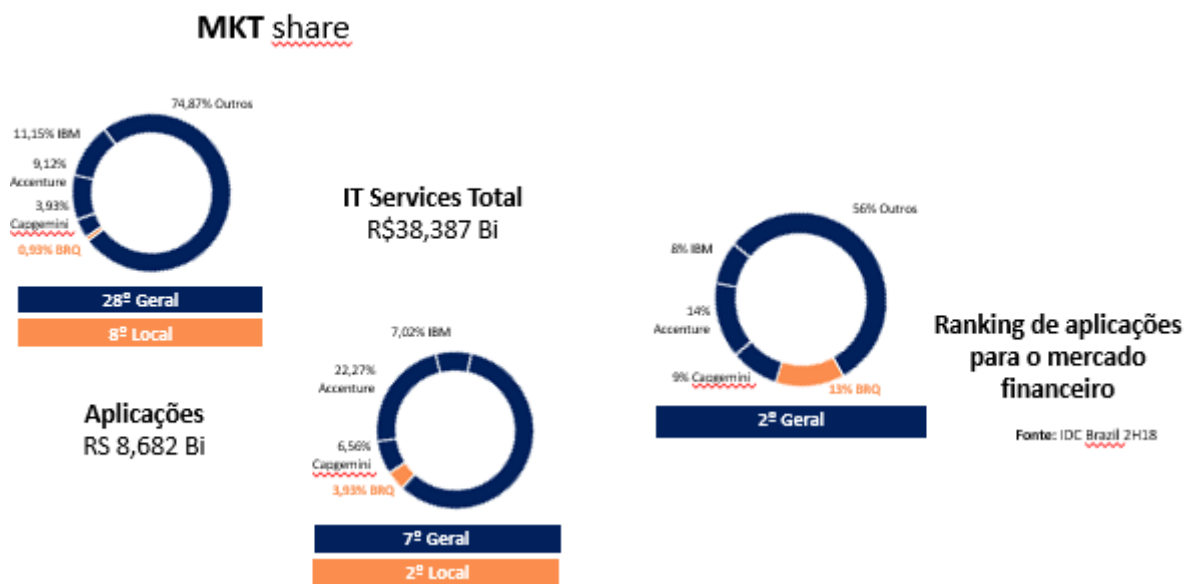 MKT share
74,87% Outros
11,15% IBM
9,12%
Accenture
3,93%
Capgemini
0,93% BRQ
28º Geral
8º Local
IT Services Total
R$38,387 Bi
Aplicações
RS 8,682 Bi
7,02% IBM
22,27%
Accenture
6,56%
Capgemini
3,93% BRQ
7º Geral
2º Local
56% Outros
8% IBM
14%
Accenture
9% Capgemini
13% BRQ
2º Geral
Ranking de aplicações
para o mercado
financeiro
Fonte: IDC Brazil 2H18